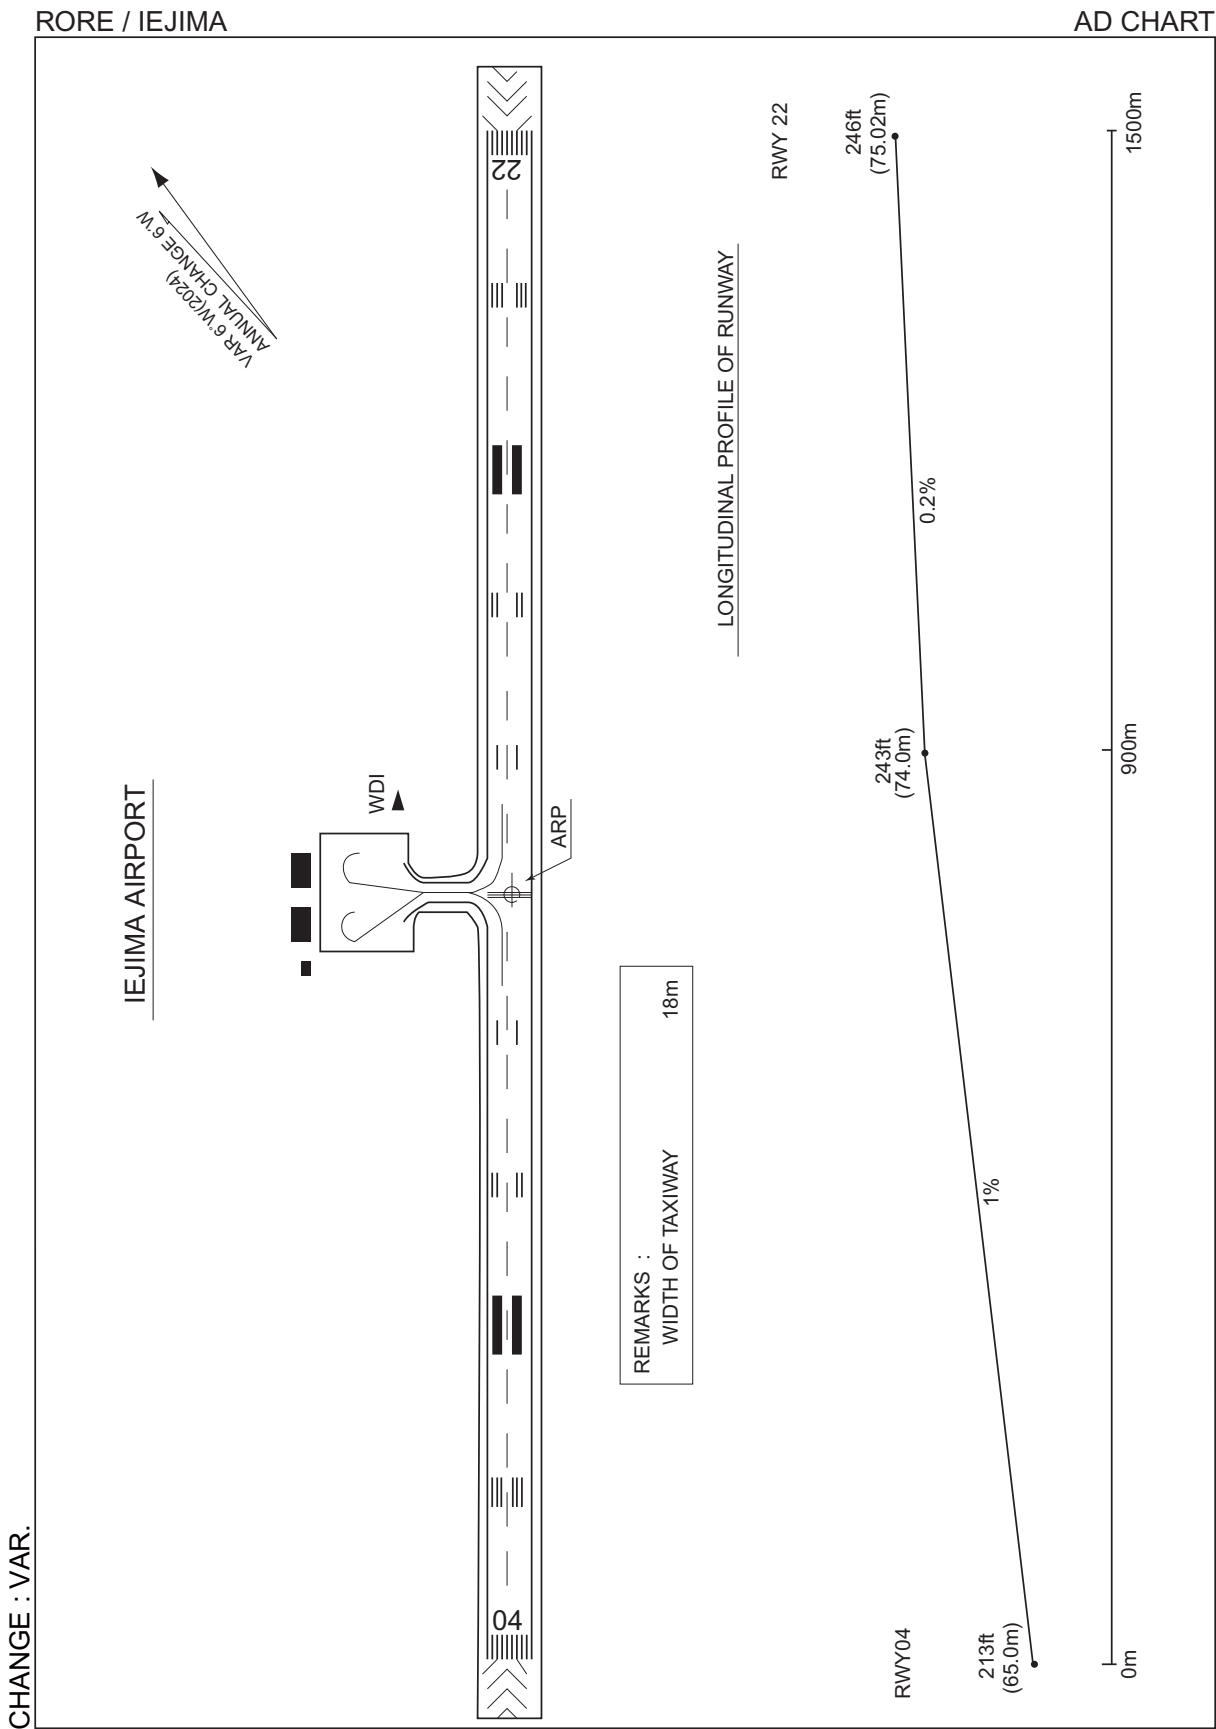 RORE / IEJIMA
AD CHART
CHANGE : VAR.
IEJIMA AIRPORT
VAR 6°W(2024)
ANNUAL CHANGE 6'W
WDI
ARP
22
04
REMARKS :
WIDTH OF TAXIWAY 18m
LONGITUDINAL PROFILE OF RUNWAY
RWY04
RWY 22
213ft
(65.0m)
1%
243ft
(74.0m)
0.2%
246ft
(75.02m)
0m
900m
1500m